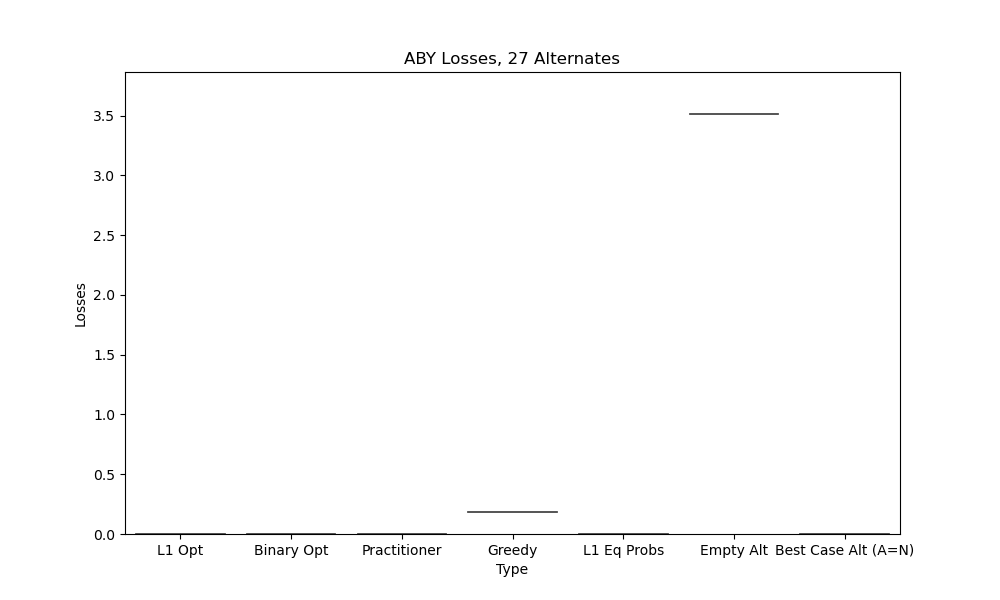 ABY Losses, 27 Alternates
Losses
3.5
3.0
2.5
2.0
1.5
1.0
0.5
0.0
L1 Opt Binary Opt Practitioner Greedy L1 Eq Probs Empty Alt Best Case Alt (A=N)
Type